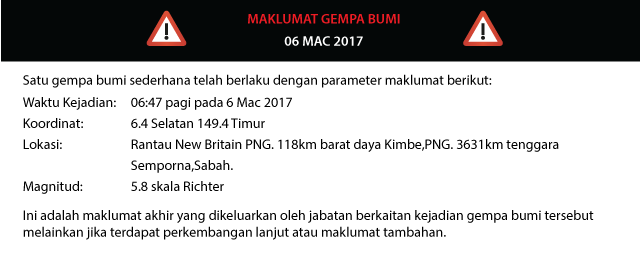 MAKLUMAT GEMPA BUMI
06 MAC 2017
Satu gempa bumi sederhana telah berlaku dengan parameter maklumat berikut:
Waktu Kejadian: 06:47 pagi pada 6 Mac 2017
Koordinat: 6.4 Selatan 149.4 Timur
Lokasi: Rantau New Britain PNG. 118km barat daya Kimbe,PNG. 3631km tenggara
Semporna,Sabah.
Magnitud: 5.8 skala Richter
Ini adalah maklumat akhir yang dikeluarkan oleh jabatan berkaitan kejadian gempa bumi tersebut
melainkan jika terdapat perkembangan lanjut atau maklumat tambahan.